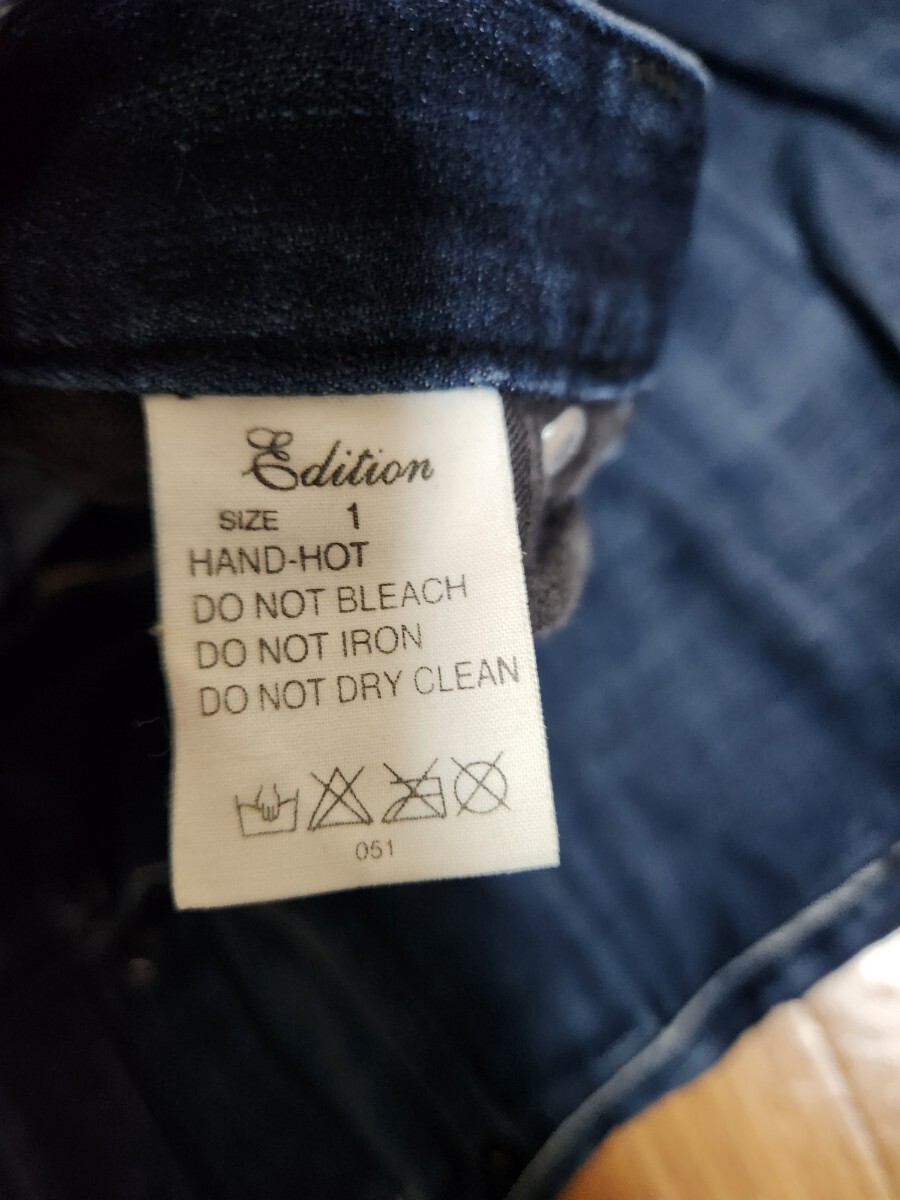 Edition
SIZE 1
HAND-HOT
DO NOT BLEACH
DO NOT IRON
DO NOT DRY CLEAN
051